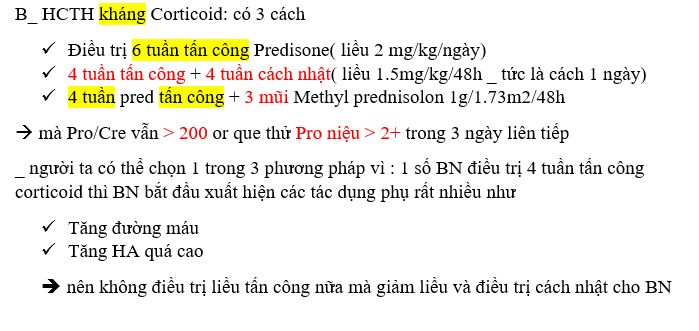 B_ HCTH kháng Corticoid: có 3 cách
✓ Điều trị 6 tuần tấn công Predisone( liều 2 mg/kg/ngày)
✓ 4 tuần tấn công + 4 tuần cách nhật( liều 1.5mg/kg/48h _ tức là cách 1 ngày)
✓ 4 tuần pred tấn công + 3 mũi Methyl prednisolon 1g/1.73m2/48h
→ mà Pro/Cre vẫn > 200 or que thử Pro niệu > 2+ trong 3 ngày liên tiếp
_ người ta có thể chọn 1 trong 3 phương pháp vì : 1 số BN điều trị 4 tuần tấn công
corticoid thì BN bắt đầu xuất hiện các tác dụng phụ rất nhiều như
✓ Tăng đường máu
✓ Tăng HA quá cao
→ nên không điều trị liều tấn công nữa mà giảm liều và điều trị cách nhật cho BN